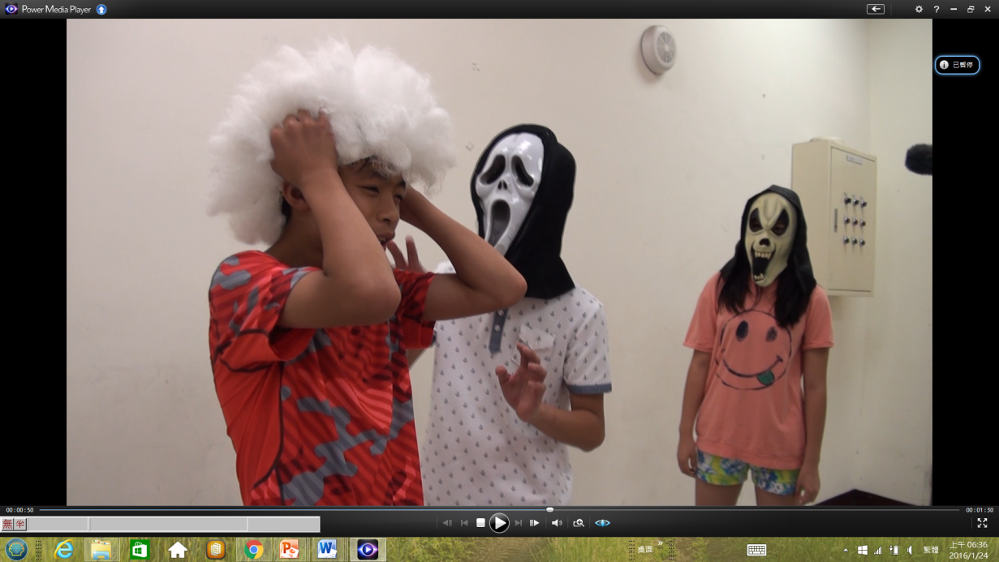 Power Media Player
已暫停
00:00:50
00:01:30
無 半
桌面
繁體
上午 06:36
2016/1/24